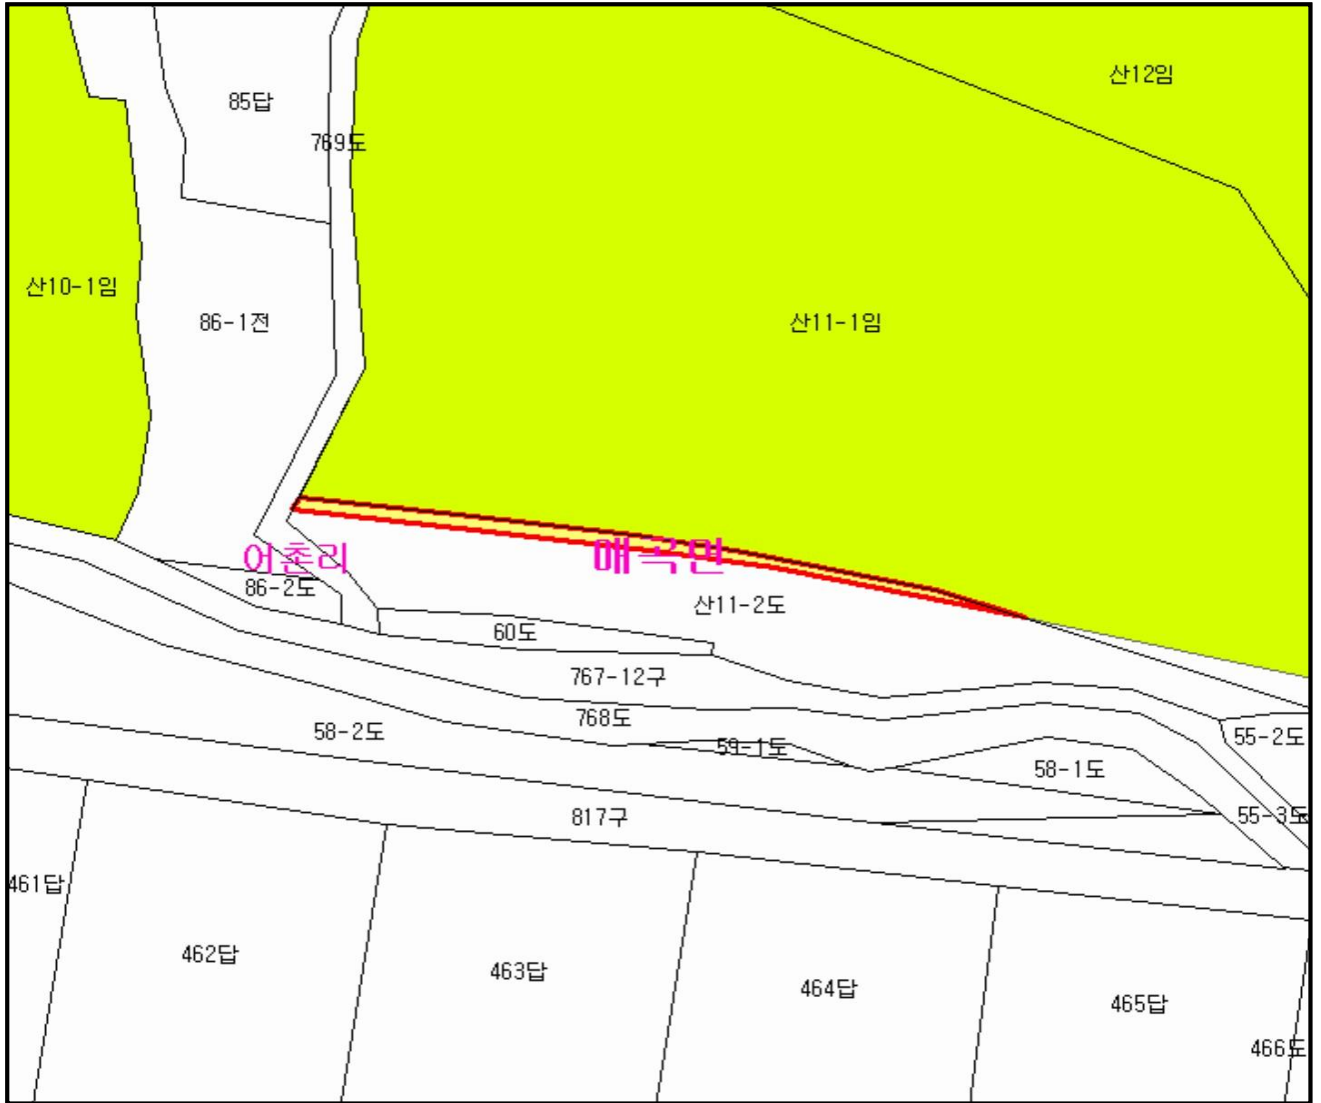 산12임
85답
769도
산10-1임
86-1전
산11-1임
어촌리
매곡면
86-2도
산11-2도
60도
767-12구
768도
58-2도
59-1도
55-2도
58-1도
817구
55-3도
461답
462답
463답
464답
465답
466도